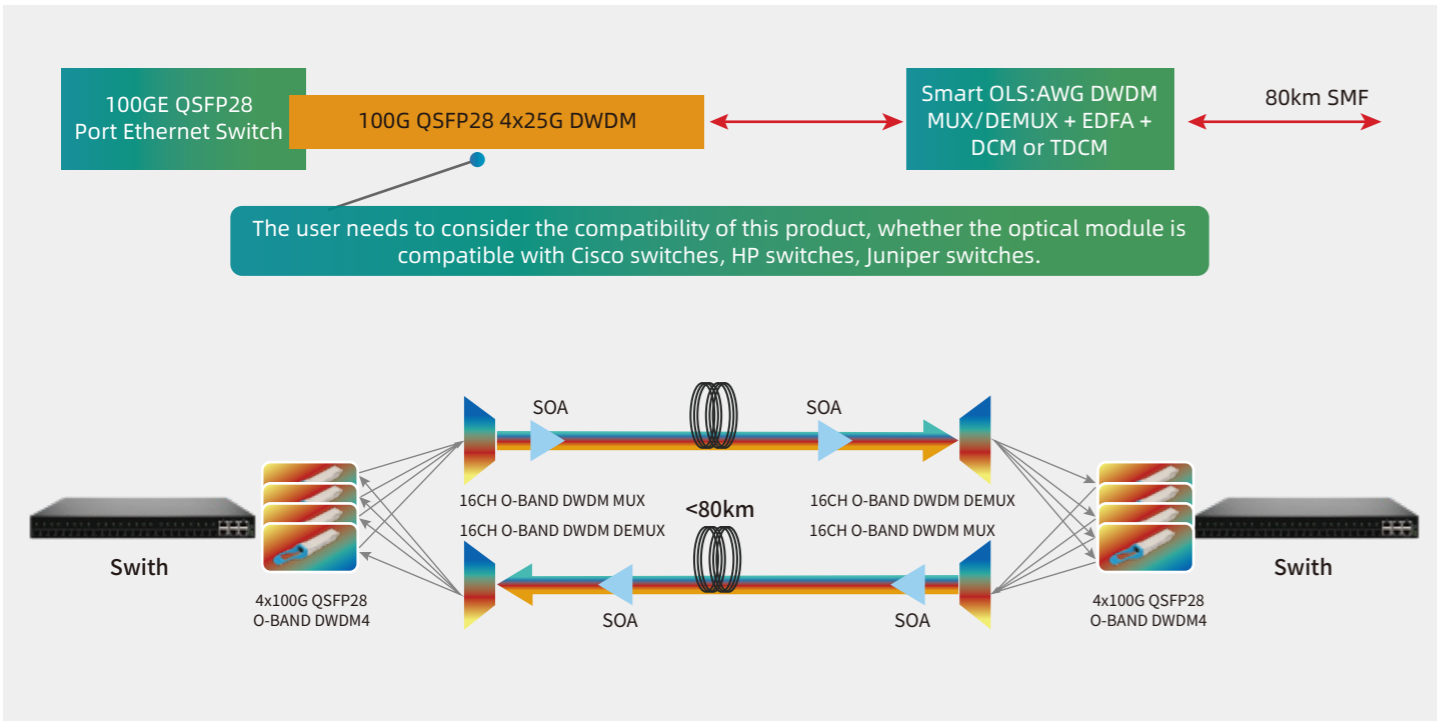 100GE QSFP28
Port Ethernet Switch
100G QSFP28 4x25G DWDM
Smart OLS:AWG DWDM
MUX/DEMUX + EDFA +
DCM or TDCM
80km SMF
The user needs to consider the compatibility of this product, whether the optical module is
compatible with Cisco switches, HP switches, Juniper switches.
SOA
SOA
16CH O-BAND DWDM MUX
<80km
16CH O-BAND DWDM DEMUX
16CH O-BAND DWDM DEMUX
16CH O-BAND DWDM MUX
Swith
Swith
4x100G QSFP28
O-BAND DWDM4
SOA
SOA
4x100G QSFP28
O-BAND DWDM4